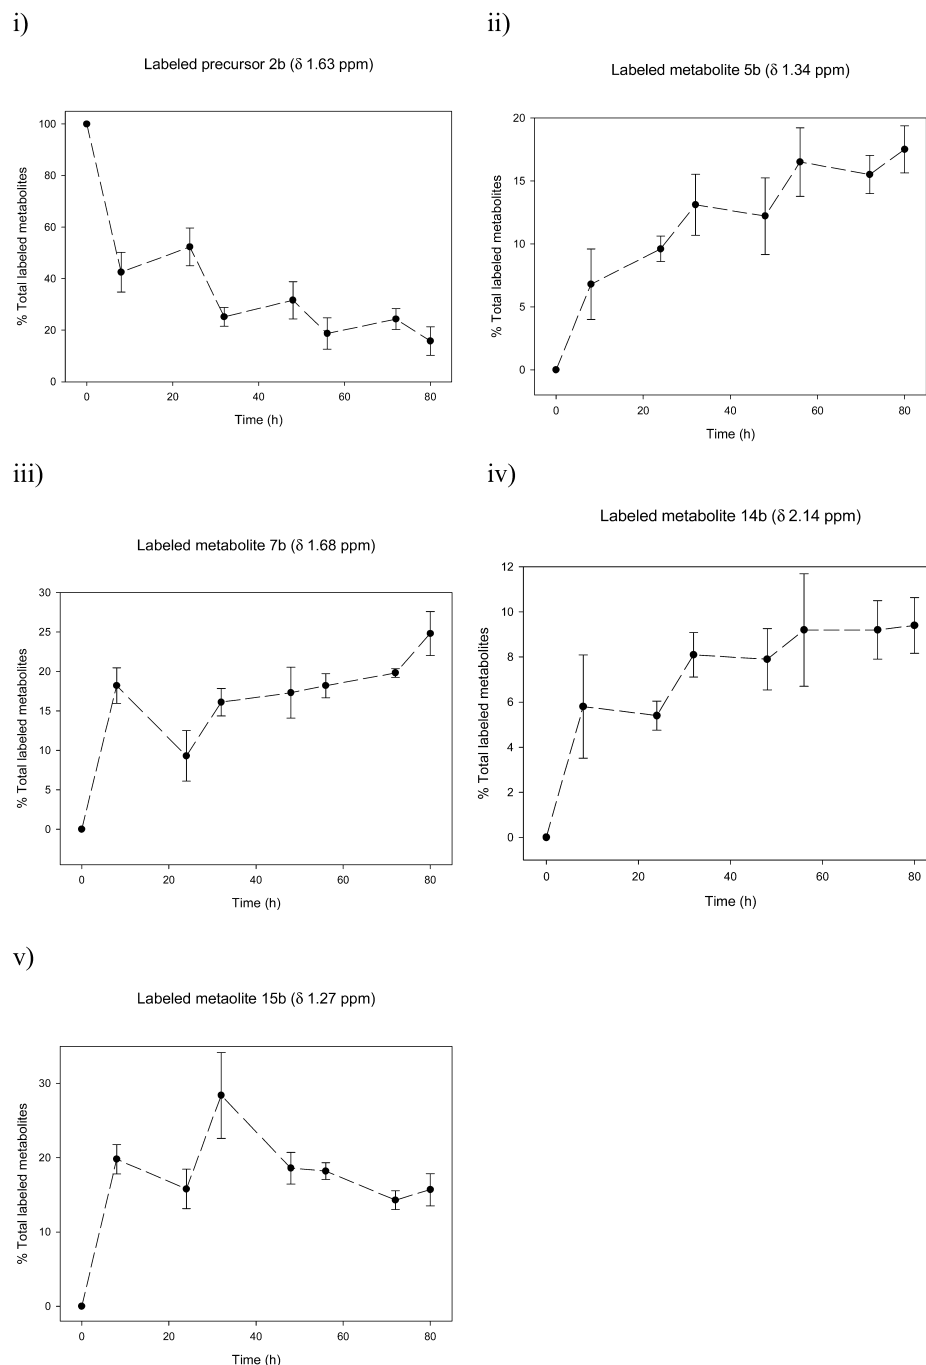 i)
Labeled precursor 2b (δ 1.63 ppm)
% Total labeled metabolites
100
80
60
40
20
0
0 20 40 60 80
Time (h)
ii)
Labeled metabolite 5b (δ 1.34 ppm)
% Total labeled metabolites
20
15
10
5
0
0 20 40 60 80
Time (h)
iii)
Labeled metabolite 7b (δ 1.68 ppm)
% Total labeled metabolites
30
25
20
15
10
5
0
0 20 40 60 80
Time (h)
iv)
Labeled metabolite 14b (δ 2.14 ppm)
% Total labeled metabolites
12
10
8
6
4
2
0
0 20 40 60 80
Time (h)
v)
Labeled metaolite 15b (δ 1.27 ppm)
% Total labeled metabolites
30
20
10
0
0 20 40 60 80
Time (h)